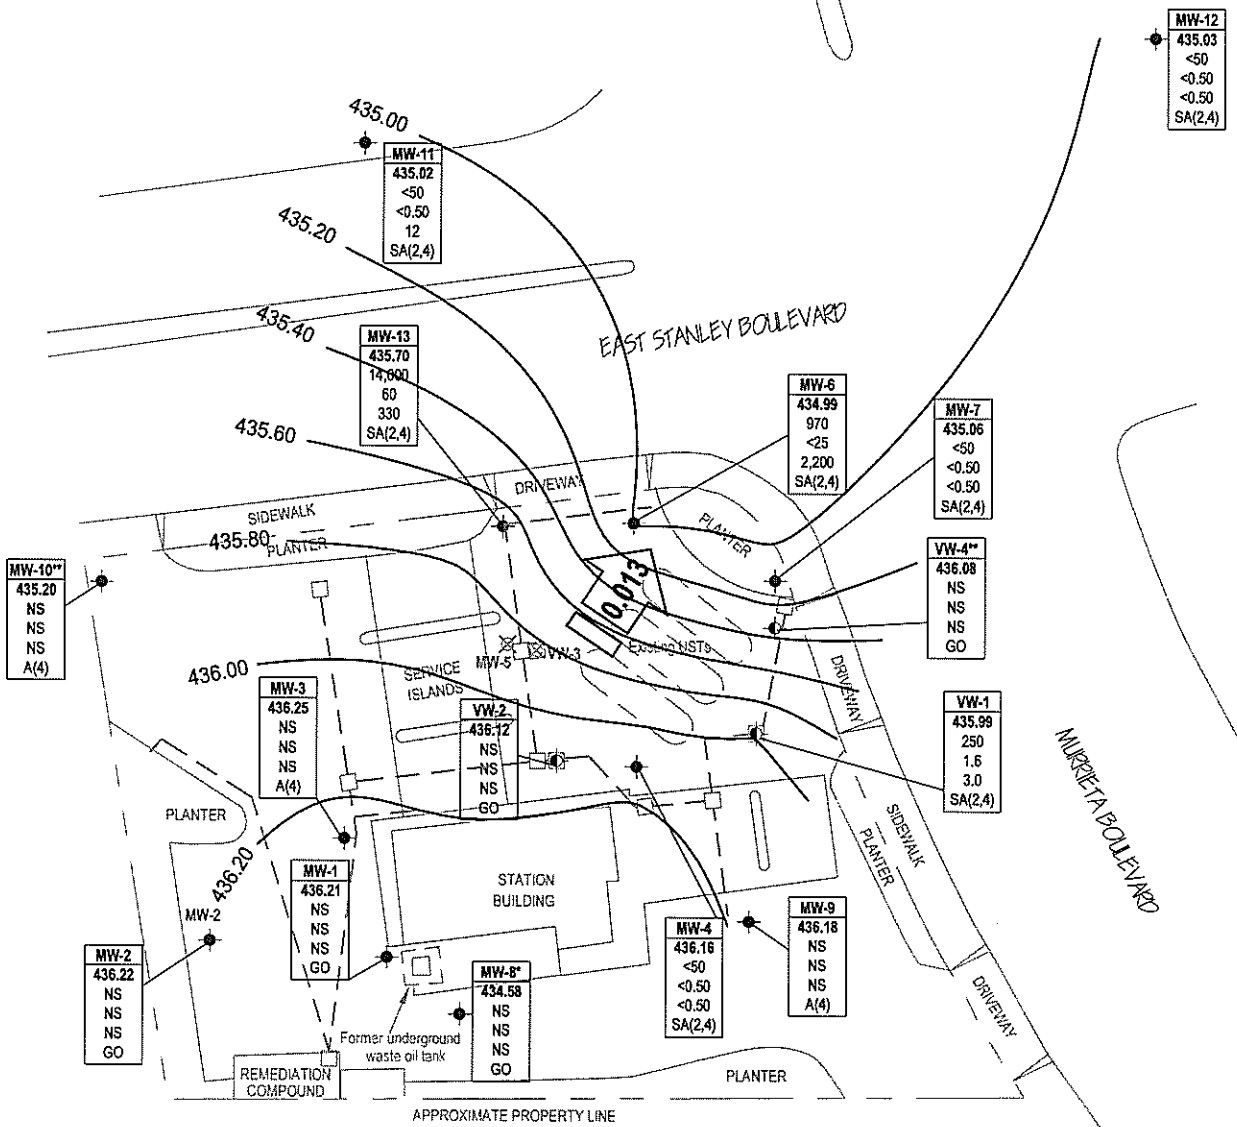 MW-12
435.03
<50
<0.50
<0.50
SA(2,4)
435.00
MW-11
435.02
<50
<0.50
12
SA(2,4)
435.20
435.40
EAST STANLEY BOULEVARD
MW-13
435.70
14,000
60
330
SA(2,4)
MW-6
434.99
970
<25
2,200
SA(2,4)
MW-7
435.06
<50
<0.50
<0.50
SA(2,4)
435.60
DRIVEWAY
SIDEWALK
PLANTER
435.80
PLANTER
VW-4**
436.08
NS
NS
NS
GO
MW-10**
435.20
NS
NS
NS
A(4)
0.013
MW-5
VW-3
Existing USTs
436.00
SERVICE
ISLANDS
DRIVEWAY
MW-3
436.25
NS
NS
NS
A(4)
VW-2
436.12
NS
NS
NS
GO
VW-1
435.99
250
1.6
3.0
SA(2,4)
MURRIETA BOULEVARD
PLANTER
SIDEWALK
PLANTER
436.20
MW-1
436.21
NS
NS
NS
GO
STATION
BUILDING
MW-2
MW-2
436.22
NS
NS
NS
GO
MW-4
436.16
<50
<0.50
<0.50
SA(2,4)
MW-9
436.18
NS
NS
NS
A(4)
MW-8*
434.58
NS
NS
NS
GO
DRIVEWAY
Former underground
waste oil tank
REMEDIATION
COMPOUND
PLANTER
APPROXIMATE PROPERTY LINE